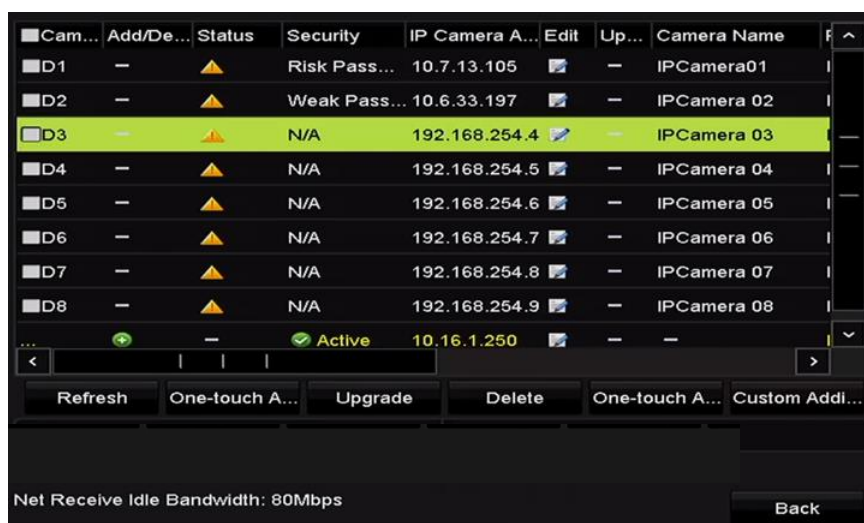 Cam... Add/De... Status Security IP Camera A... Edit Up... Camera Name
D1 — Risk Pass... 10.7.13.105 — IPCamera01
D2 — Weak Pass... 10.6.33.197 — IPCamera 02
D3 — N/A 192.168.254.4 — IPCamera 03
D4 — N/A 192.168.254.5 — IPCamera 04
D5 — N/A 192.168.254.6 — IPCamera 05
D6 — N/A 192.168.254.7 — IPCamera 06
D7 — N/A 192.168.254.8 — IPCamera 07
D8 — N/A 192.168.254.9 — IPCamera 08
... — Active 10.16.1.250 — —
Refresh One-touch A... Upgrade Delete One-touch A... Custom Addi...
Net Receive Idle Bandwidth: 80Mbps
Back